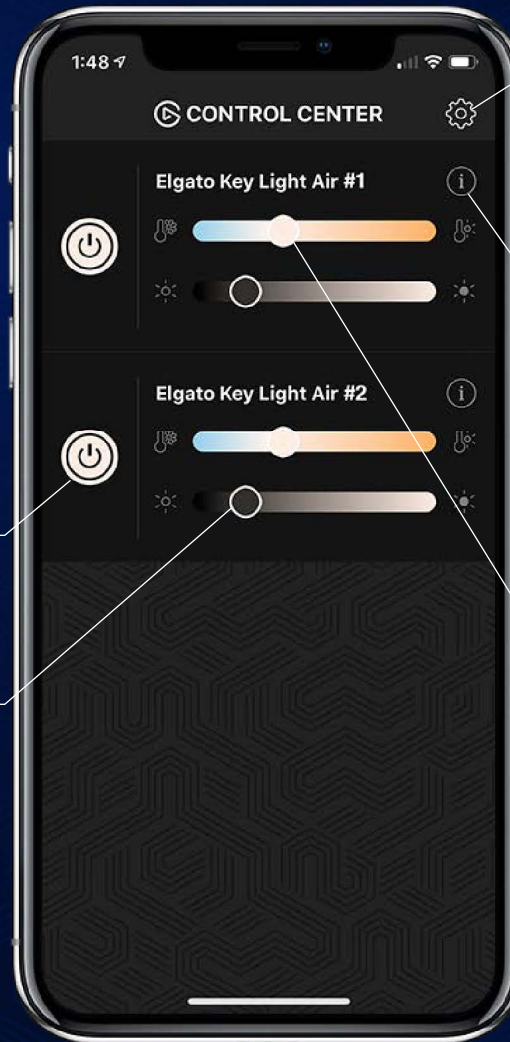 1:48
CONTROL CENTER
Elgato Key Light Air #1
Elgato Key Light Air #2